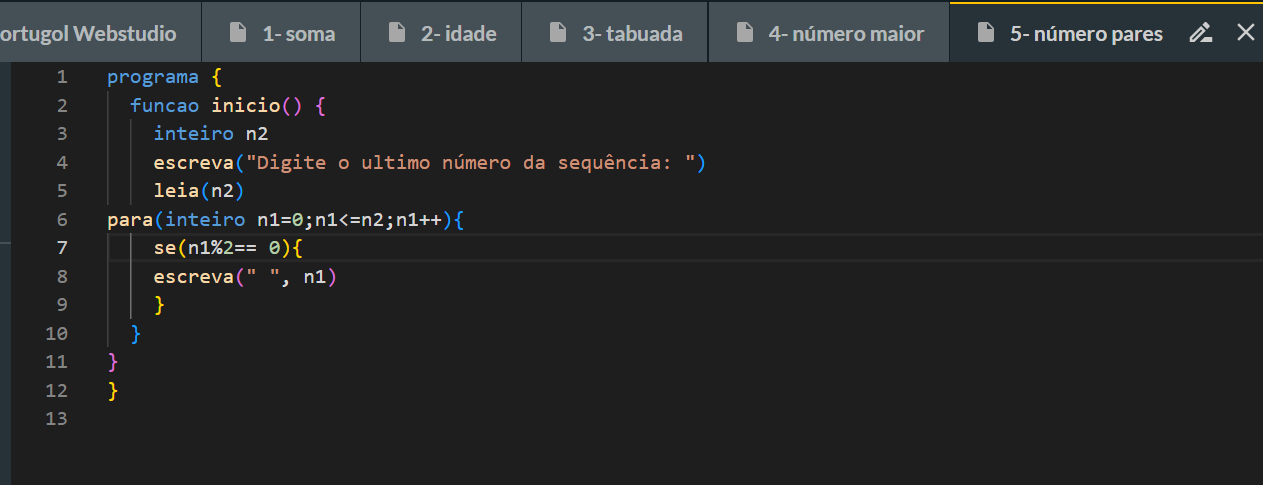 ortugol Webstudio 1- soma 2- idade 3- tabuada 4- número maior 5- número pares
1 programa {
2 funcao inicio() {
3 inteiro n2
4 escreva("Digite o ultimo número da sequência: ")
5 leia(n2)
6 para(inteiro n1=0;n1<=n2;n1++){
7 se(n1%2== 0){
8 escreva(" ", n1)
9 }
10 }
11 }
12 }
13